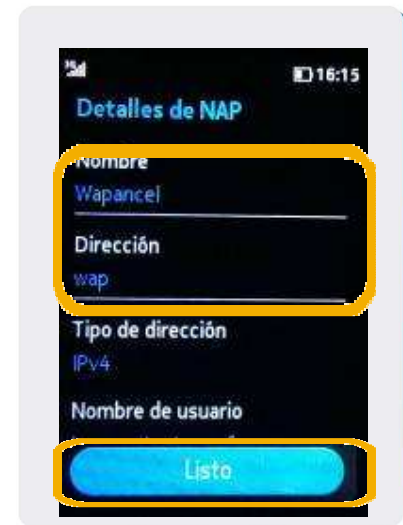 16:15
Detalles de NAP
Nombre
Wapancel
Dirección
wap
Tipo de dirección
IPv4
Nombre de usuario
Listo